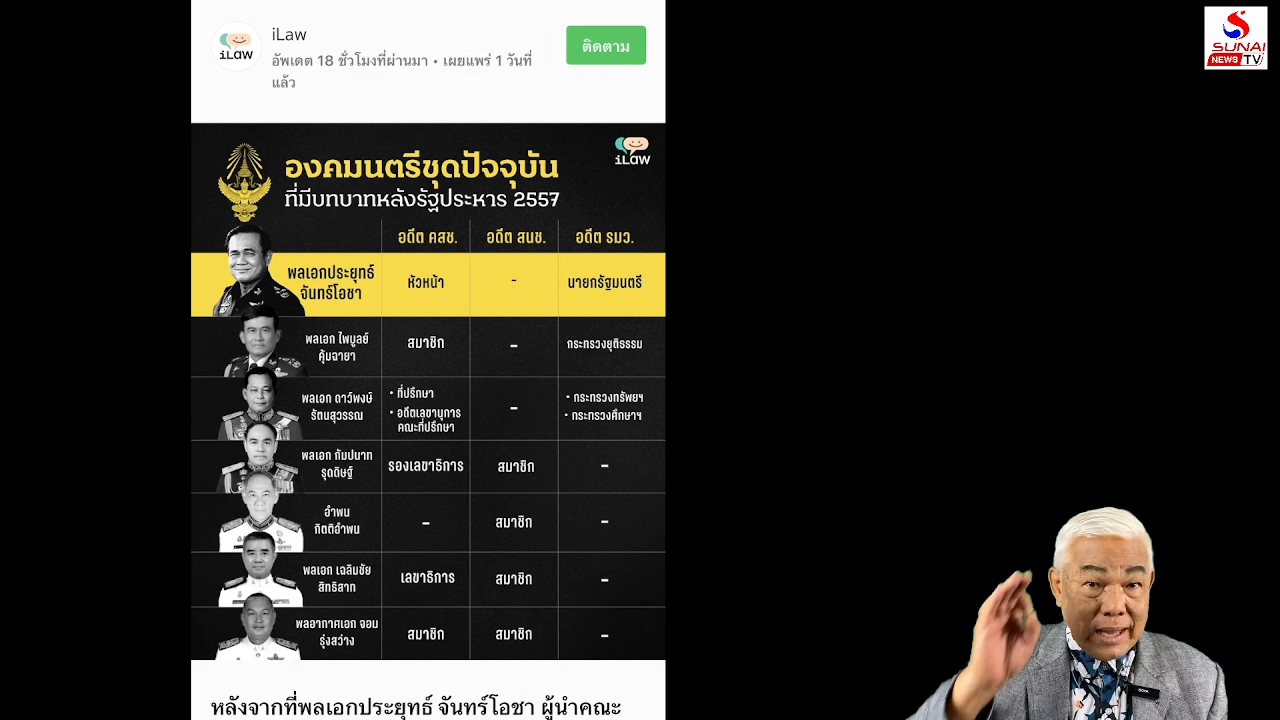 iLaw
อัพเดต 18 ชั่วโมงที่ผ่านมา • เผยแพร่ 1 วันที่
แล้ว
ติดตาม
iLaw
SUNAI
NEWS TV
iLaw
องคมนตรีชุดปัจจุบัน
ที่มีบทบาทหลังรัฐประหาร 2557
อดีต คสช. อดีต สนช. อดีต รมว.
พลเอกประยุทธ์
จันทร์โอชา
หัวหน้า - นายกรัฐมนตรี
พลเอก ไพบูลย์
คุ้มฉายา
สมาชิก - กระทรวงยุติธรรม
พลเอก ดาว์พงษ์
รัตนสุวรรณ
• ที่ปรึกษา
• อดีตเลขานุการ
คณะที่ปรึกษา
-
• กระทรวงทรัพยฯ
• กระทรวงศึกษาฯ
พลเอก กัมปนาท
รุดดิษฐ์
รองเลขาธิการ สมาชิก -
อำพน
กิตติอำพน
- สมาชิก -
พลเอก เฉลิมชัย
สิทธิสาท
เลขาธิการ สมาชิก -
พลอากาศเอก จอม
รุ่งสว่าง
สมาชิก สมาชิก -
หลังจากที่พลเอกประยุทธ์ จันทร์โอชา ผู้นำคณะ